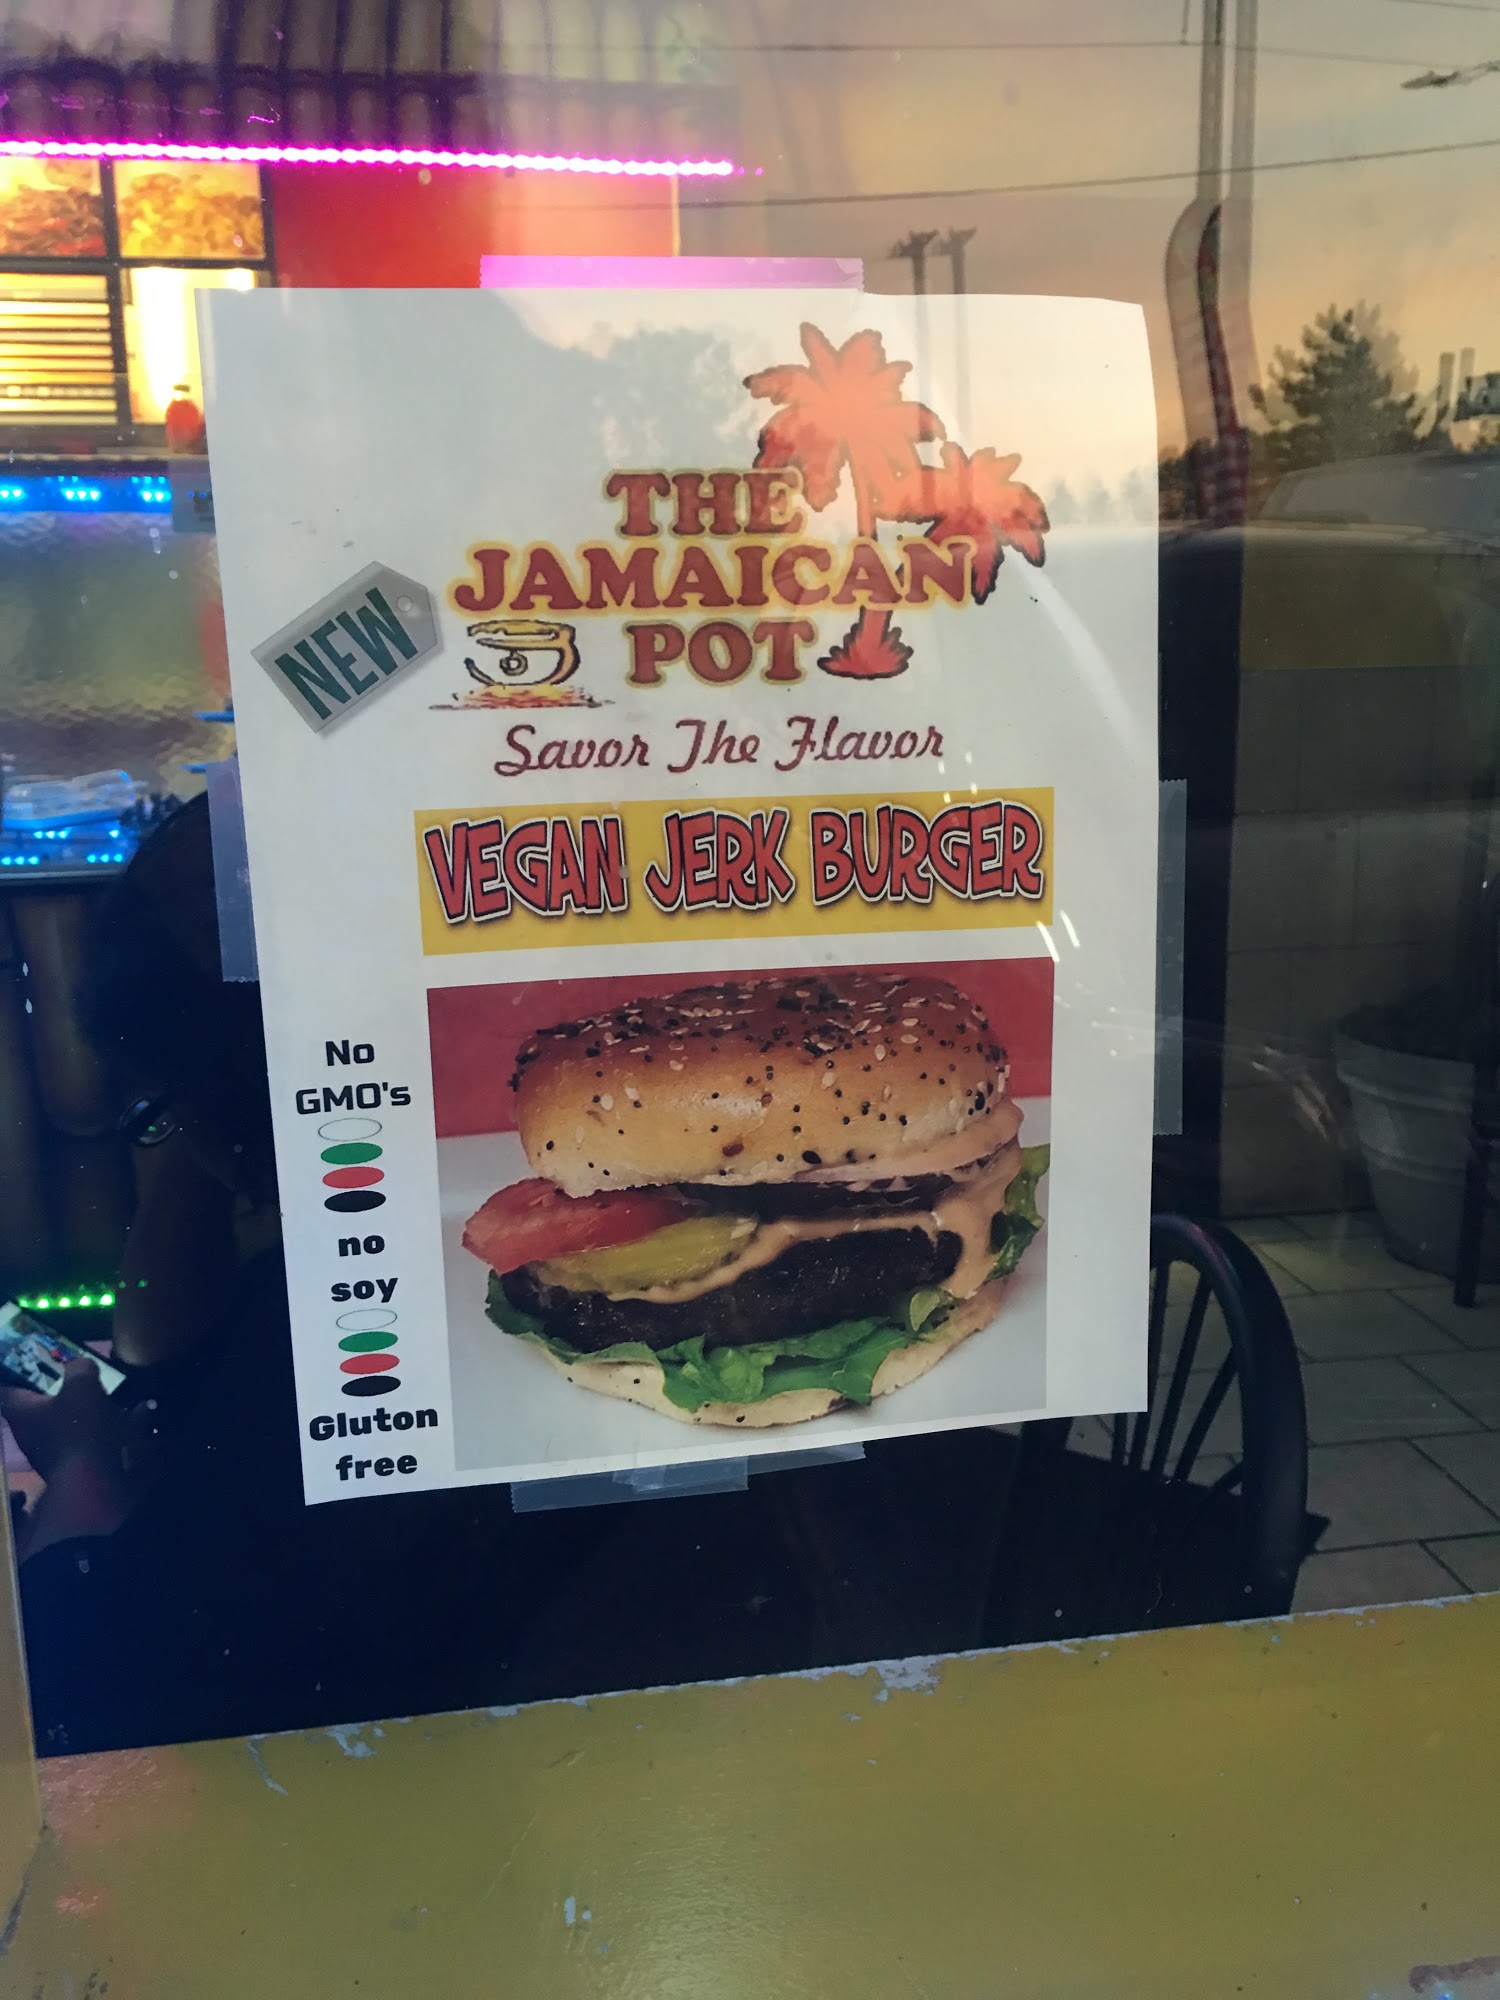 NEW
THE
JAMAICAN
POT
Savor The Flavor
VEGAN JERK BURGER
No
GMO's
no
soy
Gluton
free